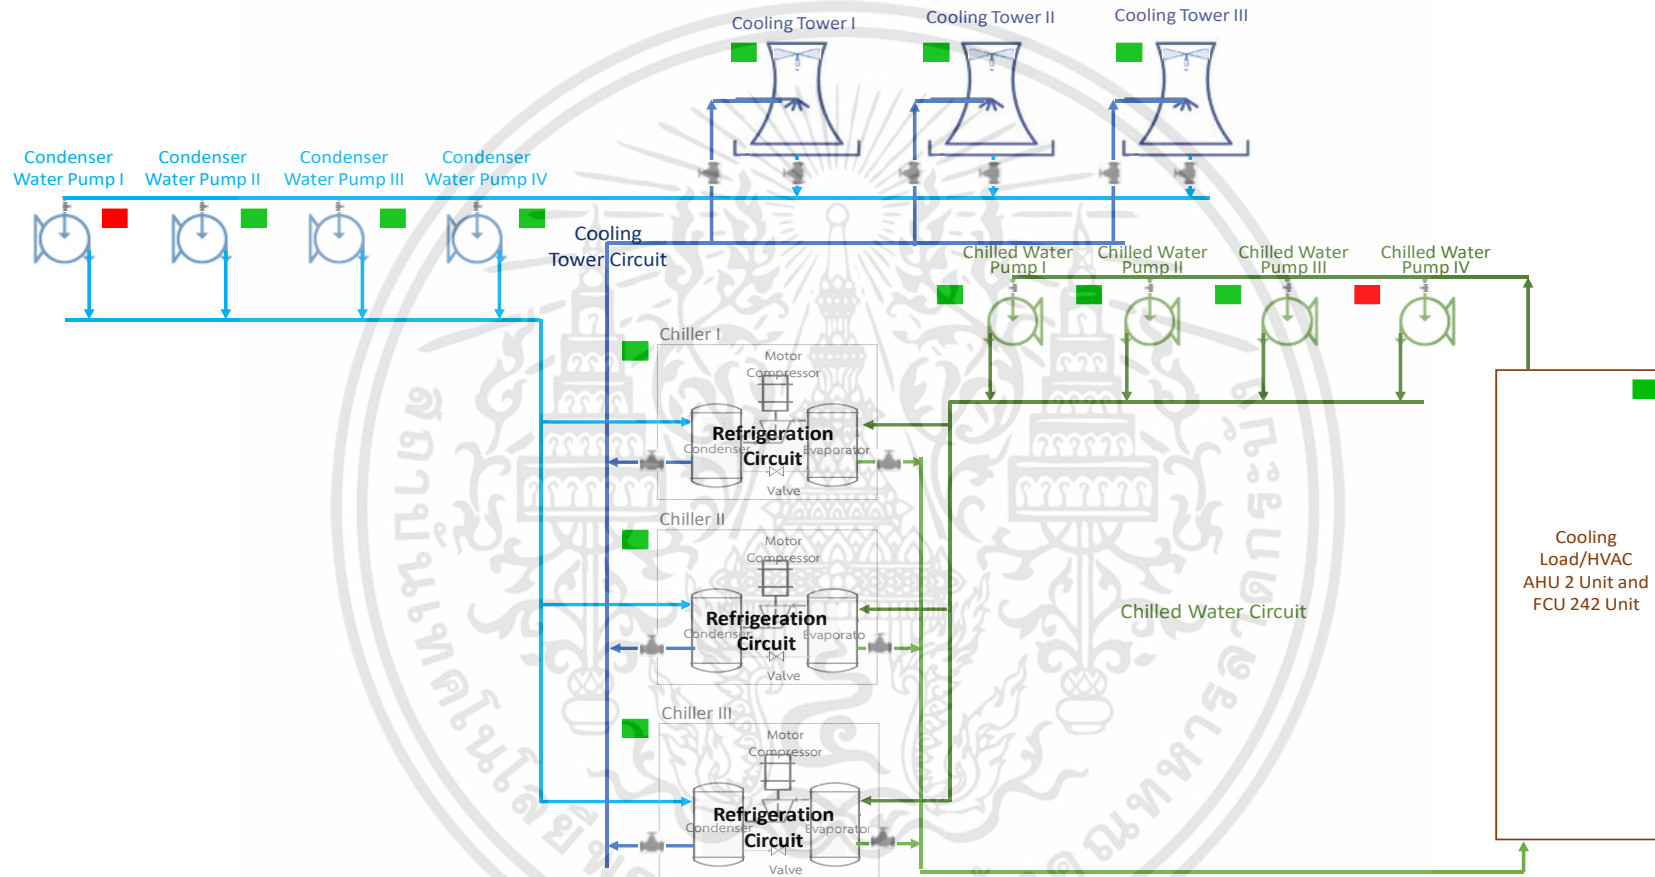 Cooling Tower I
Cooling Tower II
Cooling Tower III
Condenser
Water Pump I
Condenser
Water Pump II
Condenser
Water Pump III
Condenser
Water Pump IV
Cooling
Tower Circuit
Chilled Water
Pump I
Chilled Water
Pump II
Chilled Water
Pump III
Chilled Water
Pump IV
Chiller I
Motor
Compressor
Refrigeration
Circuit
Condenser
Evaporator
Valve
Chiller II
Motor
Compressor
Refrigeration
Circuit
Condenser
Evaporato
Valve
Chilled Water Circuit
Cooling
Load/HVAC
AHU 2 Unit and
FCU 242 Unit
Chiller III
Motor
Compressor
Refrigeration
Circuit
Condenser
Evaporato
Valve